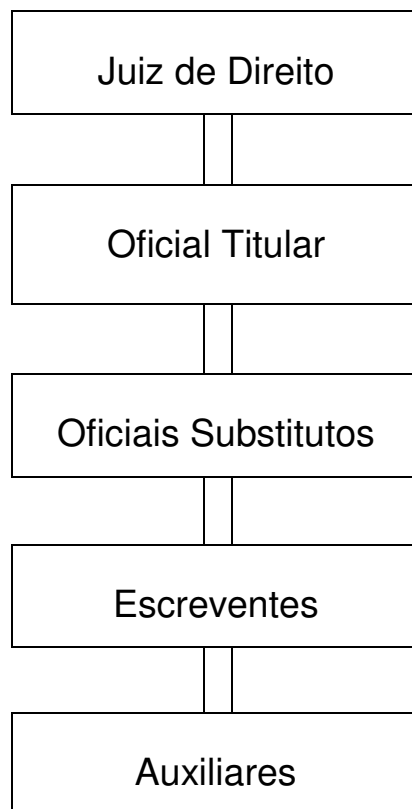 Juiz de Direito
Oficial Titular
Oficiais Substitutos
Escreventes
Auxiliares